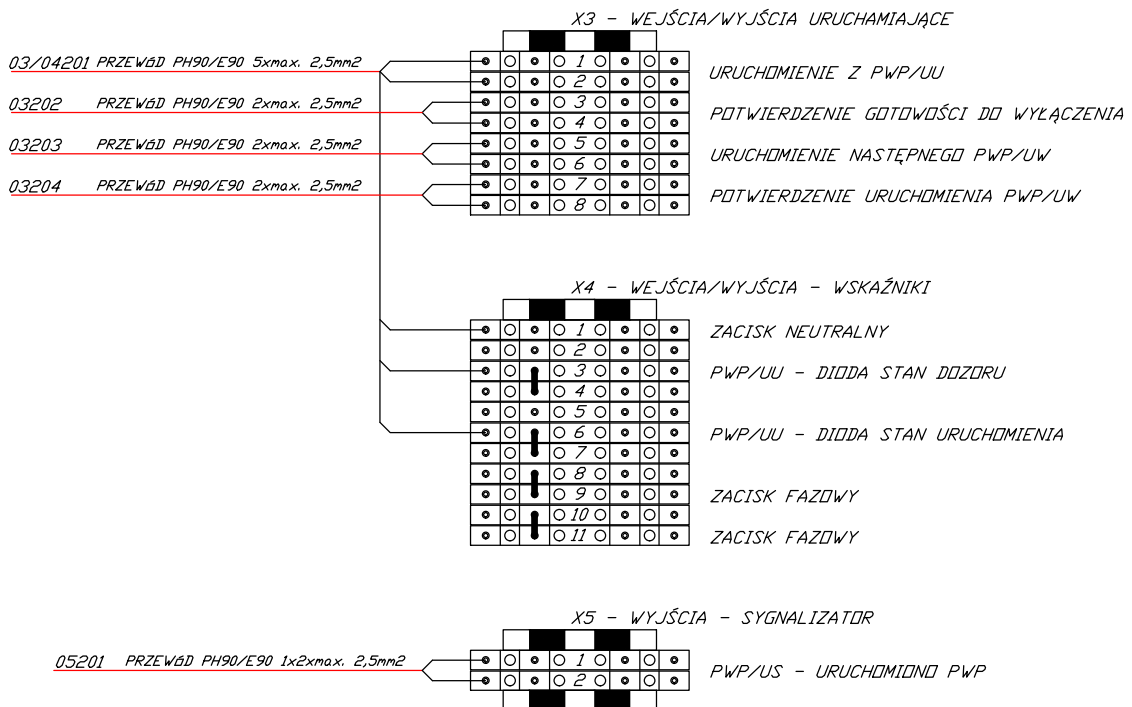 X3 - WEJŚCIA/WYJŚCIA URUCHAMIAJĄCE
03/04201 PRZEWóD PH90/E90 5xmax. 2,5mm2
1
2
URUCHOMIENIE Z PWP/UU
03202 PRZEWóD PH90/E90 2xmax. 2,5mm2
3
4
POTWIERDZENIE GOTOWOŚCI DO WYŁĄCZENIA
03203 PRZEWóD PH90/E90 2xmax. 2,5mm2
5
6
URUCHOMIENIE NASTĘPNEGO PWP/UW
03204 PRZEWóD PH90/E90 2xmax. 2,5mm2
7
8
POTWIERDZENIE URUCHOMIENIA PWP/UW
X4 - WEJŚCIA/WYJŚCIA - WSKAŹNIKI
1 ZACISK NEUTRALNY
2
3 PWP/UU - DIODA STAN DOZORU
4
5
6 PWP/UU - DIODA STAN URUCHOMIENIA
7
8
9 ZACISK FAZOWY
10
11 ZACISK FAZOWY
X5 - WYJŚCIA - SYGNALIZATOR
05201 PRZEWóD PH90/E90 1x2xmax. 2,5mm2
1
2
PWP/US - URUCHOMIONO PWP